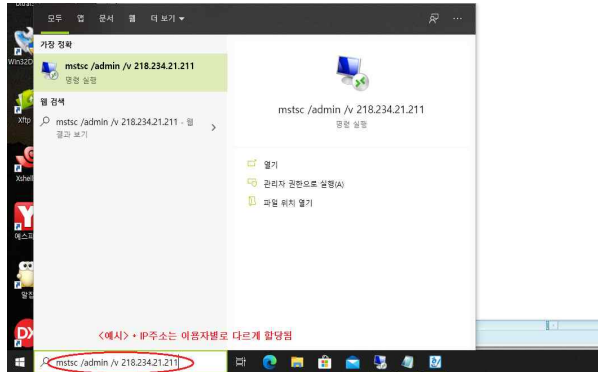 모두 앱 문서 웹 더 보기 ▾ ...
가장 정확
mstsc /admin /v 218.234.21.211
명령 실행
웹 검색
mstsc /admin /v 218.234.21.211 - 웹
결과 보기
mstsc /admin /v 218.234.21.211
명령 실행
열기
관리자 권한으로 실행(A)
파일 위치 열기
Win32D
Xftp
Xshell
<예시> * IP주소는 이용자별로 다르게 할당됨
mstsc /admin /v 218.234.21.211